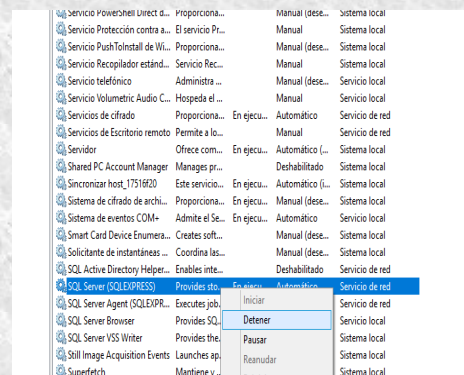 Servicio PowerShell Direct d... Proporciona... Manual (dese... Sistema local
Servicio Protección contra a... El servicio Pr... Manual Sistema local
Servicio PushToInstall de Wi... Proporciona... Manual (dese... Sistema local
Servicio Recopilador estánd... Servicio Rec... Manual Sistema local
Servicio telefónico Administra ... Manual (dese... Servicio local
Servicio Volumetric Audio C... Hospeda el ... Manual Servicio local
Servicios de cifrado Proporciona... En ejecu... Automático Servicio de red
Servicios de Escritorio remoto Permite a lo... Manual Servicio de red
Servidor Ofrece com... En ejecu... Automático (... Sistema local
Shared PC Account Manager Manages pr... Deshabilitado Sistema local
Sincronizar host_17516f20 Este servicio... En ejecu... Automático (i... Sistema local
Sistema de cifrado de archi... Proporciona... En ejecu... Manual (dese... Sistema local
Sistema de eventos COM+ Admite el Se... En ejecu... Automático Servicio local
Smart Card Device Enumera... Creates soft... Manual (dese... Sistema local
Solicitante de instantáneas ... Coordina las... Manual (dese... Sistema local
SQL Active Directory Helper... Enables inte... Deshabilitado Servicio de red
SQL Server (SQLEXPRESS) Provides sto... En ejecu... Automático Servicio de red
SQL Server Agent (SQLEXPR... Executes job. Servicio de red
SQL Server Browser Provides SQ.. Servicio local
SQL Server VSS Writer Provides the. Sistema local
Still Image Acquisition Events Launches ap. Sistema local
Superfetch Mantiene y Sistema local
Iniciar
Detener
Pausar
Reanudar